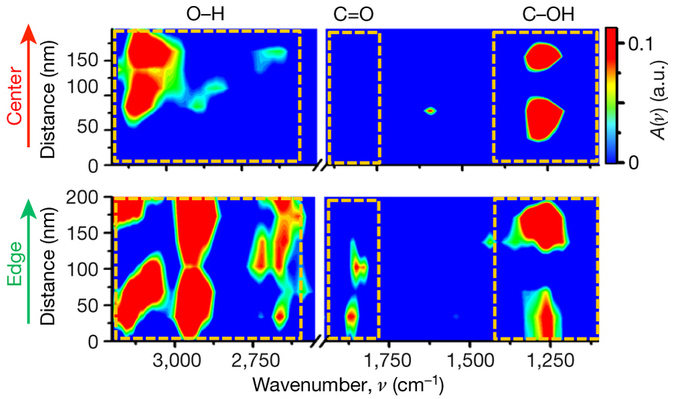 O–H C=O C–OH
Center
Distance (nm)
150
100
50
0
0.1
0
A(ν) (a.u.)
Edge
Distance (nm)
200
150
100
50
0
3,000 2,750 1,750 1,500 1,250
Wavenumber, ν (cm–1)